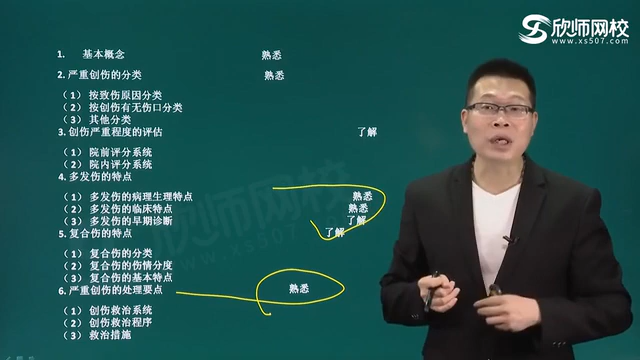 欣师网校
www.xs507.com
1. 基本概念 熟悉
2. 严重创伤的分类 熟悉
（1） 按致伤原因分类
（2） 按创伤有无伤口分类
（3） 其他分类
3. 创伤严重程度的评估 了解
（1） 院前评分系统
（2） 院内评分系统
4. 多发伤的特点
（1） 多发伤的病理生理特点 熟悉
（2） 多发伤的临床特点 熟悉
（3） 多发伤的早期诊断 了解
5. 复合伤的特点 了解
（1） 复合伤的分类
（2） 复合伤的伤情分度
（3） 复合伤的基本特点
6. 严重创伤的处理要点 熟悉
（1） 创伤救治系统
（2） 创伤救治程序
（3） 救治措施
欣师网校